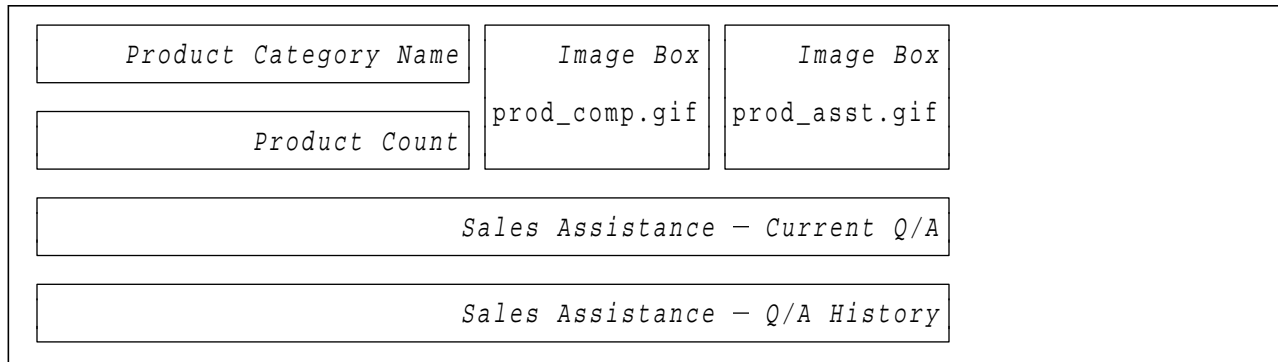 Product Category Name
Product Count
Image Box
prod_comp.gif
Image Box
prod_asst.gif
Sales Assistance — Current Q/A
Sales Assistance — Q/A History